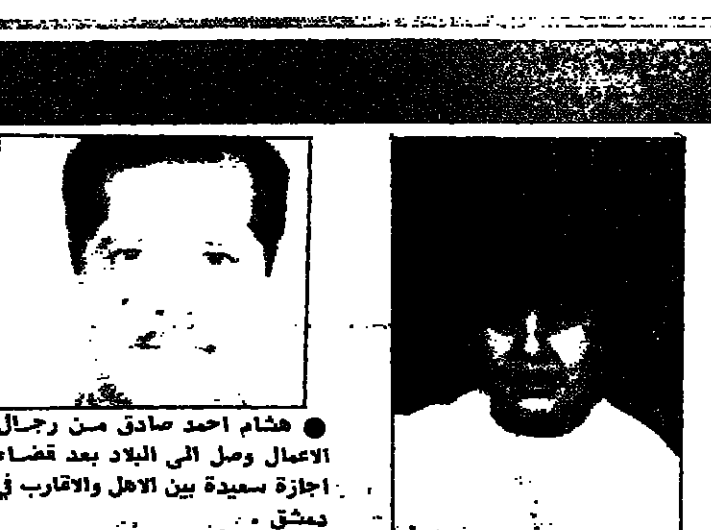 ● هشام احمد صادق من رجال
الاعمال وصل الى البلاد بعد قضاء
اجازة سعيدة بين الاهل والاقارب في
دمشق .